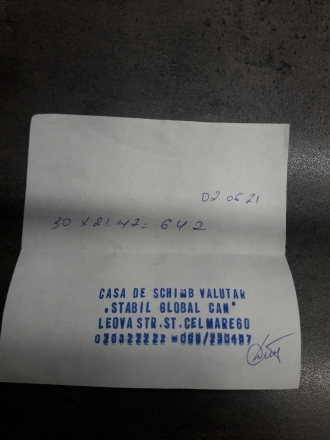 02.06.21
30 x 21.42= 642
CASA DE SCHIMB VALUTAR
„STABIL GLOBAL CAN"
LEOVA STR. ST. CELMARE60